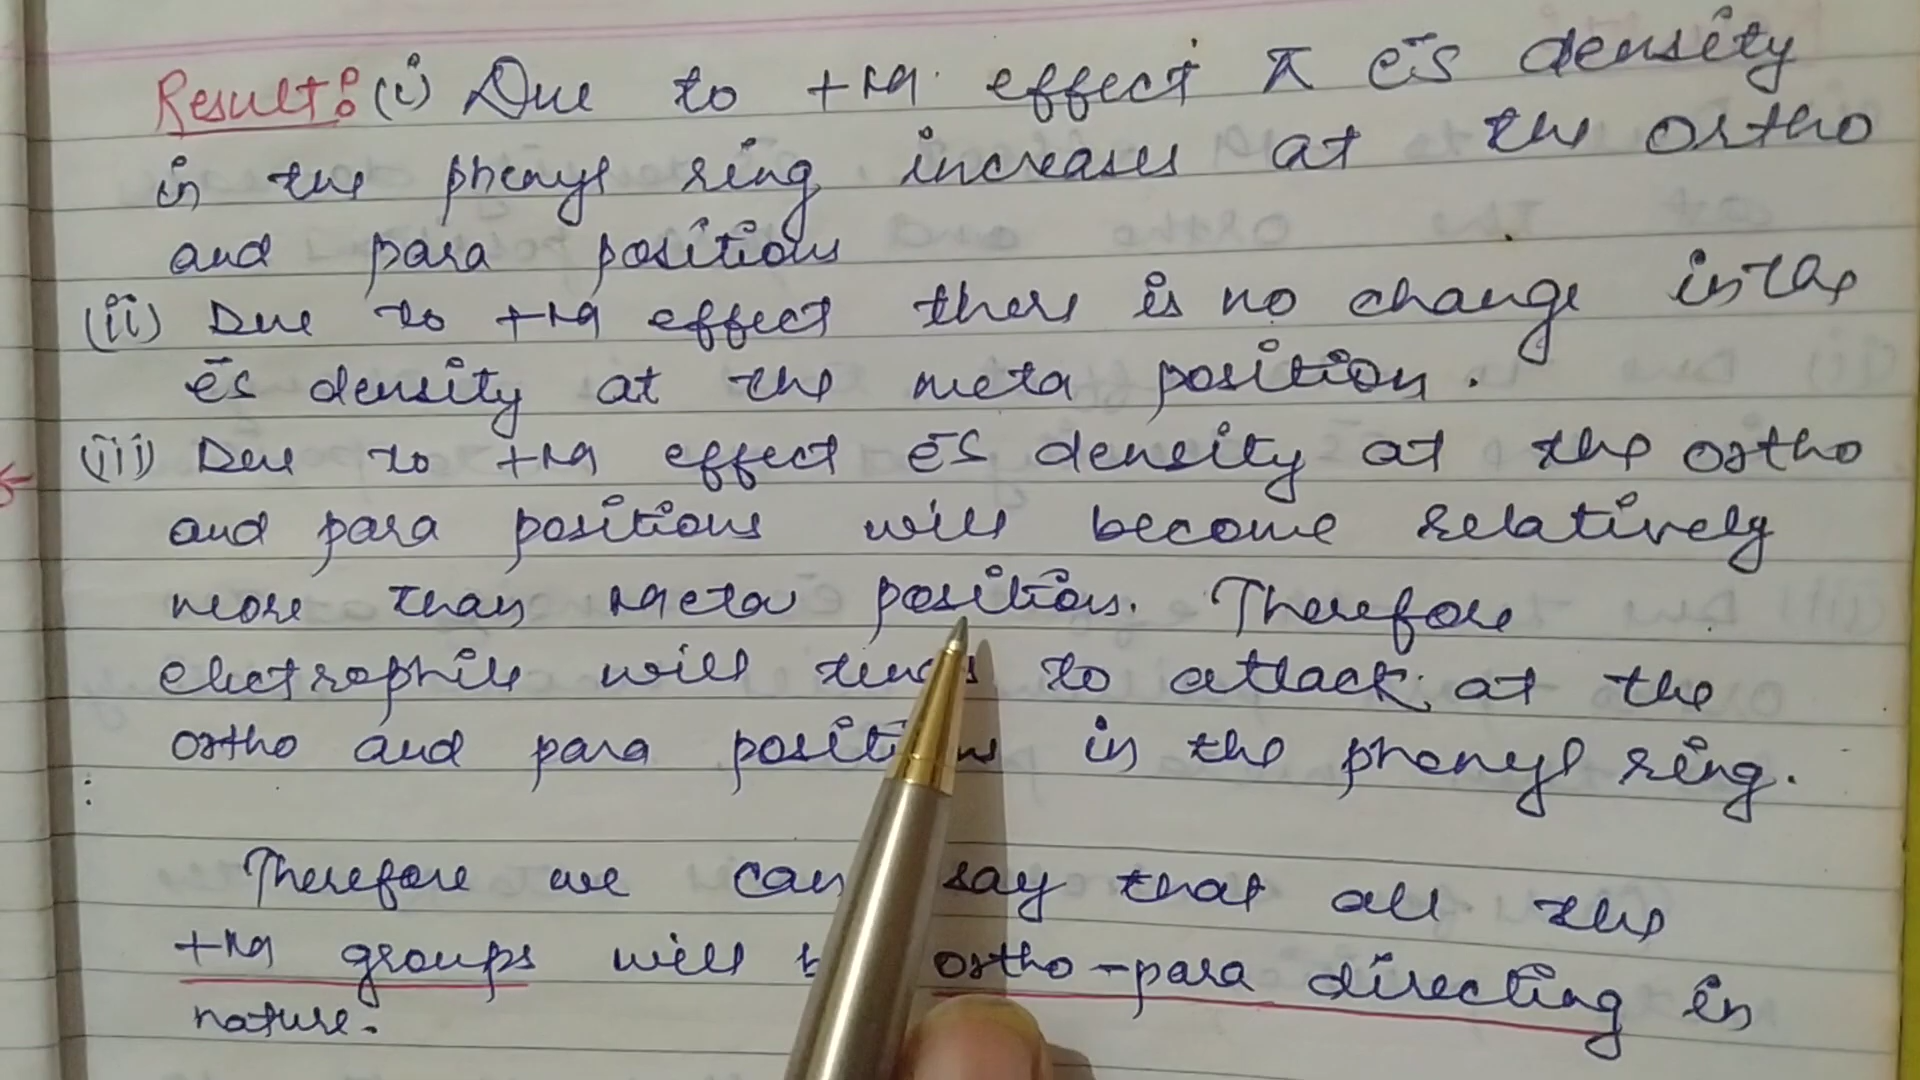 Result: (i) Due to +M effect π e⁻s density
in the phenyl ring increases at the ortho
and para positions
(ii) Due to +M effect there is no change in the
e⁻s density at the meta position.
(iii) Due to +M effect e⁻s density at the ortho
and para positions will become relatively
more than Meta position. Therefore
electrophile will tends to attack at the
ortho and para positions in the phenyl ring.
Therefore we can say that all the
+M groups will ortho-para directing in
nature.